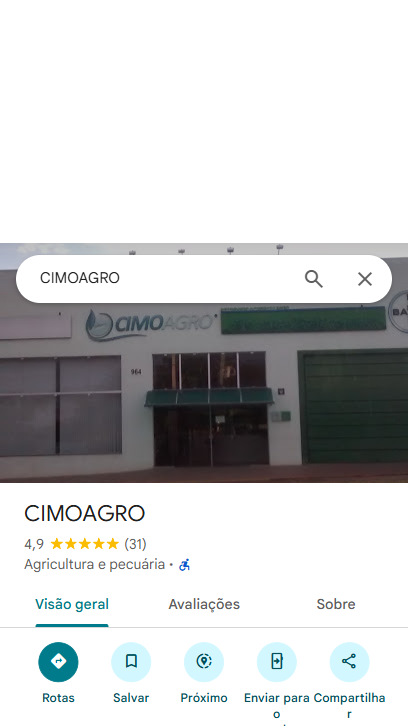 CIMOAGRO
CIMOAGRO
964
BA
CIMOAGRO
4,9 (31)
Agricultura e pecuária •
Visão geral Avaliações Sobre
Rotas Salvar Próximo Enviar para o Compartilhar